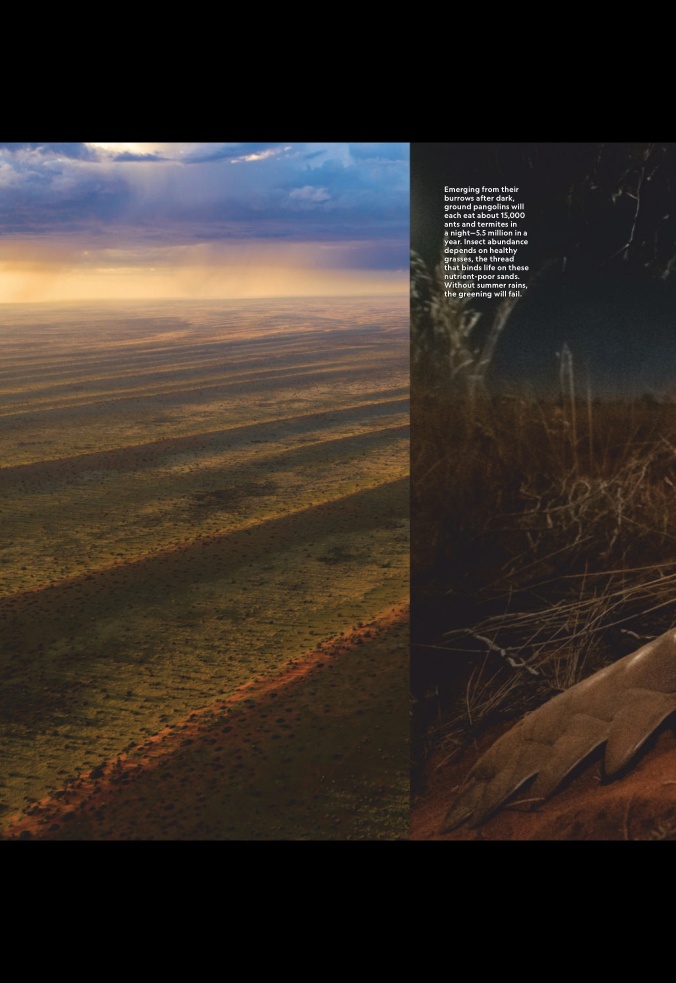 Emerging from their
burrows after dark,
ground pangolins will
each eat about 15,000
ants and termites in
a night—5.5 million in a
year. Insect abundance
depends on healthy
grasses, the thread
that binds life on these
nutrient-poor sands.
Without summer rains,
the greening will fail.